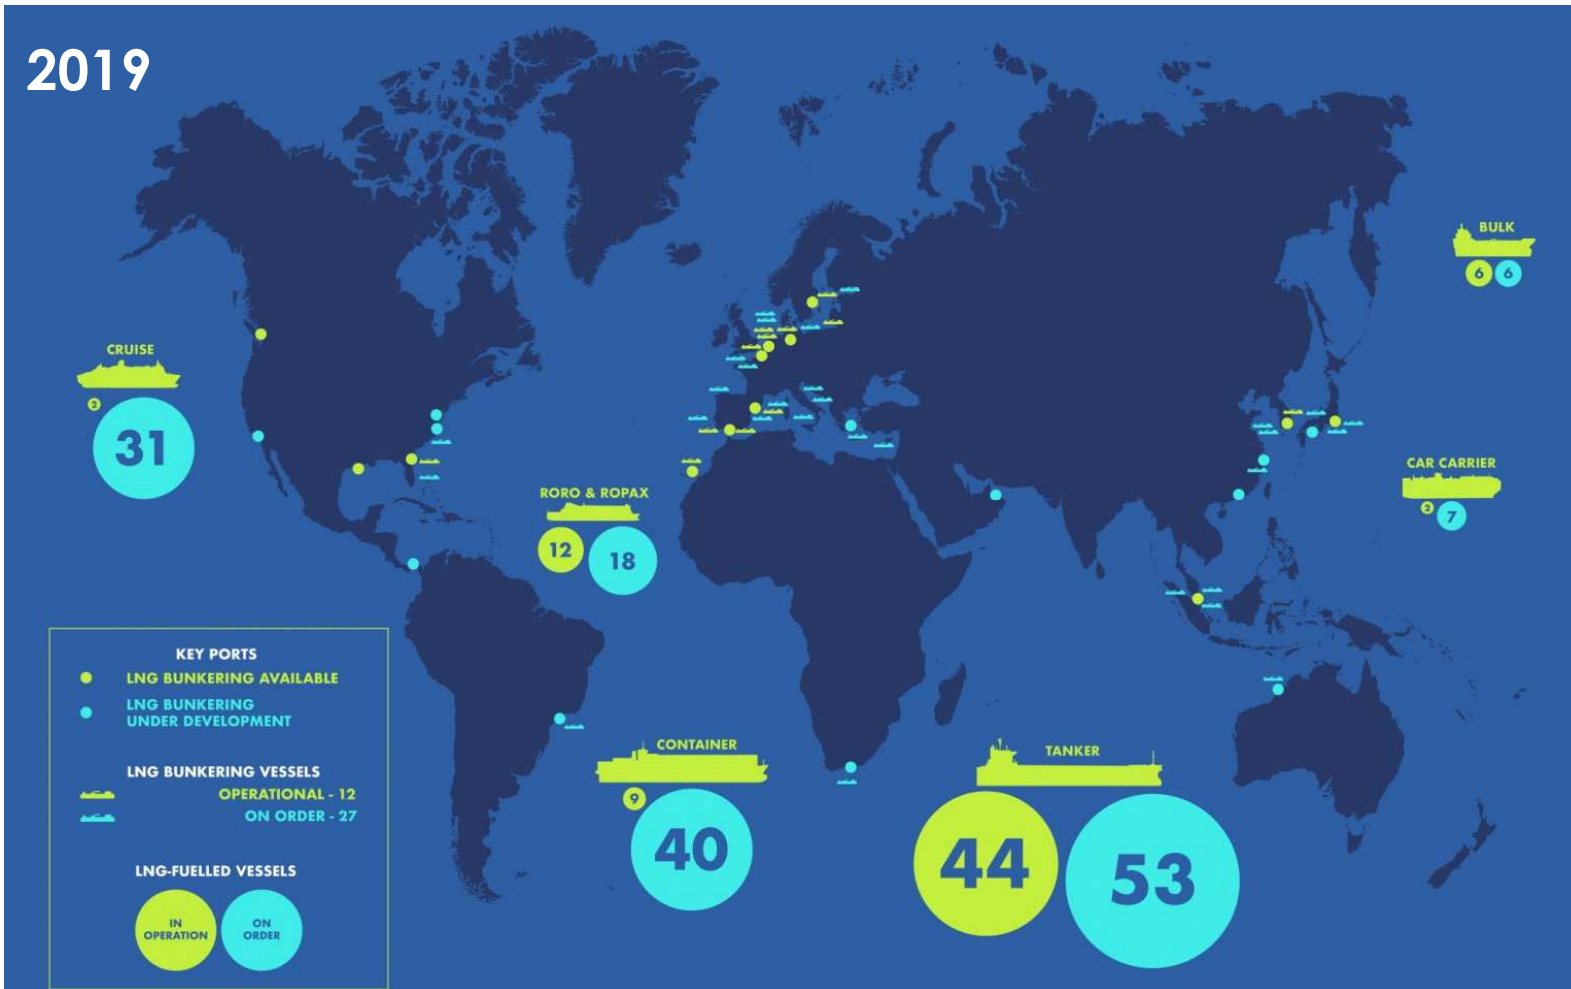 2019
BULK
6 6
CRUISE
2
31
CAR CARRIER
2 7
RORO & ROPAX
12 18
CONTAINER
9
40
TANKER
44 53
KEY PORTS
LNG BUNKERING AVAILABLE
LNG BUNKERING
UNDER DEVELOPMENT
LNG BUNKERING VESSELS
OPERATIONAL - 12
ON ORDER - 27
LNG-FUELLED VESSELS
IN
OPERATION
ON
ORDER